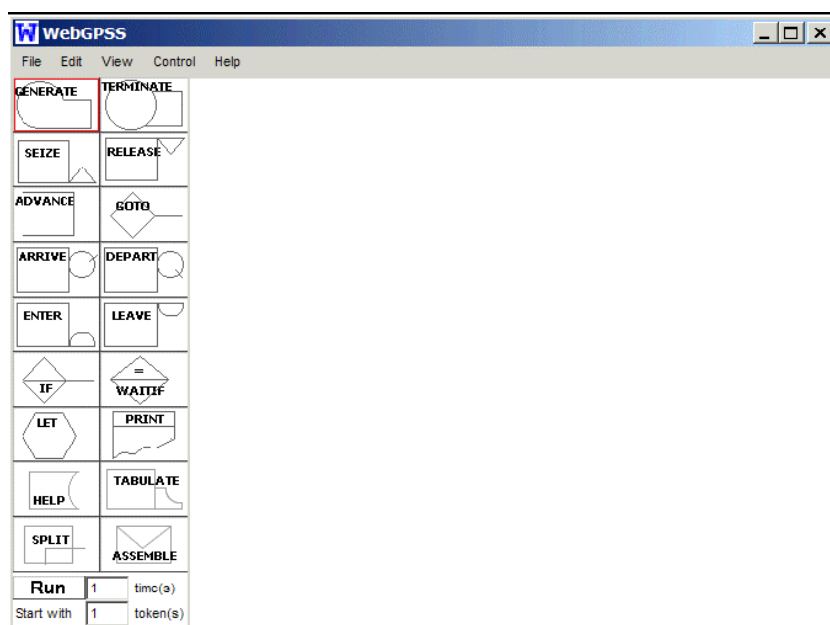 WebGPSS
File Edit View Control Help
GENERATE TERMINATE
SEIZE RELEASE
ADVANCE GOTO
ARRIVE DEPART
ENTER LEAVE
IF = WAITIF
LET PRINT
HELP TABULATE
SPLIT ASSEMBLE
Run 1 time(s)
Start with 1 token(s)